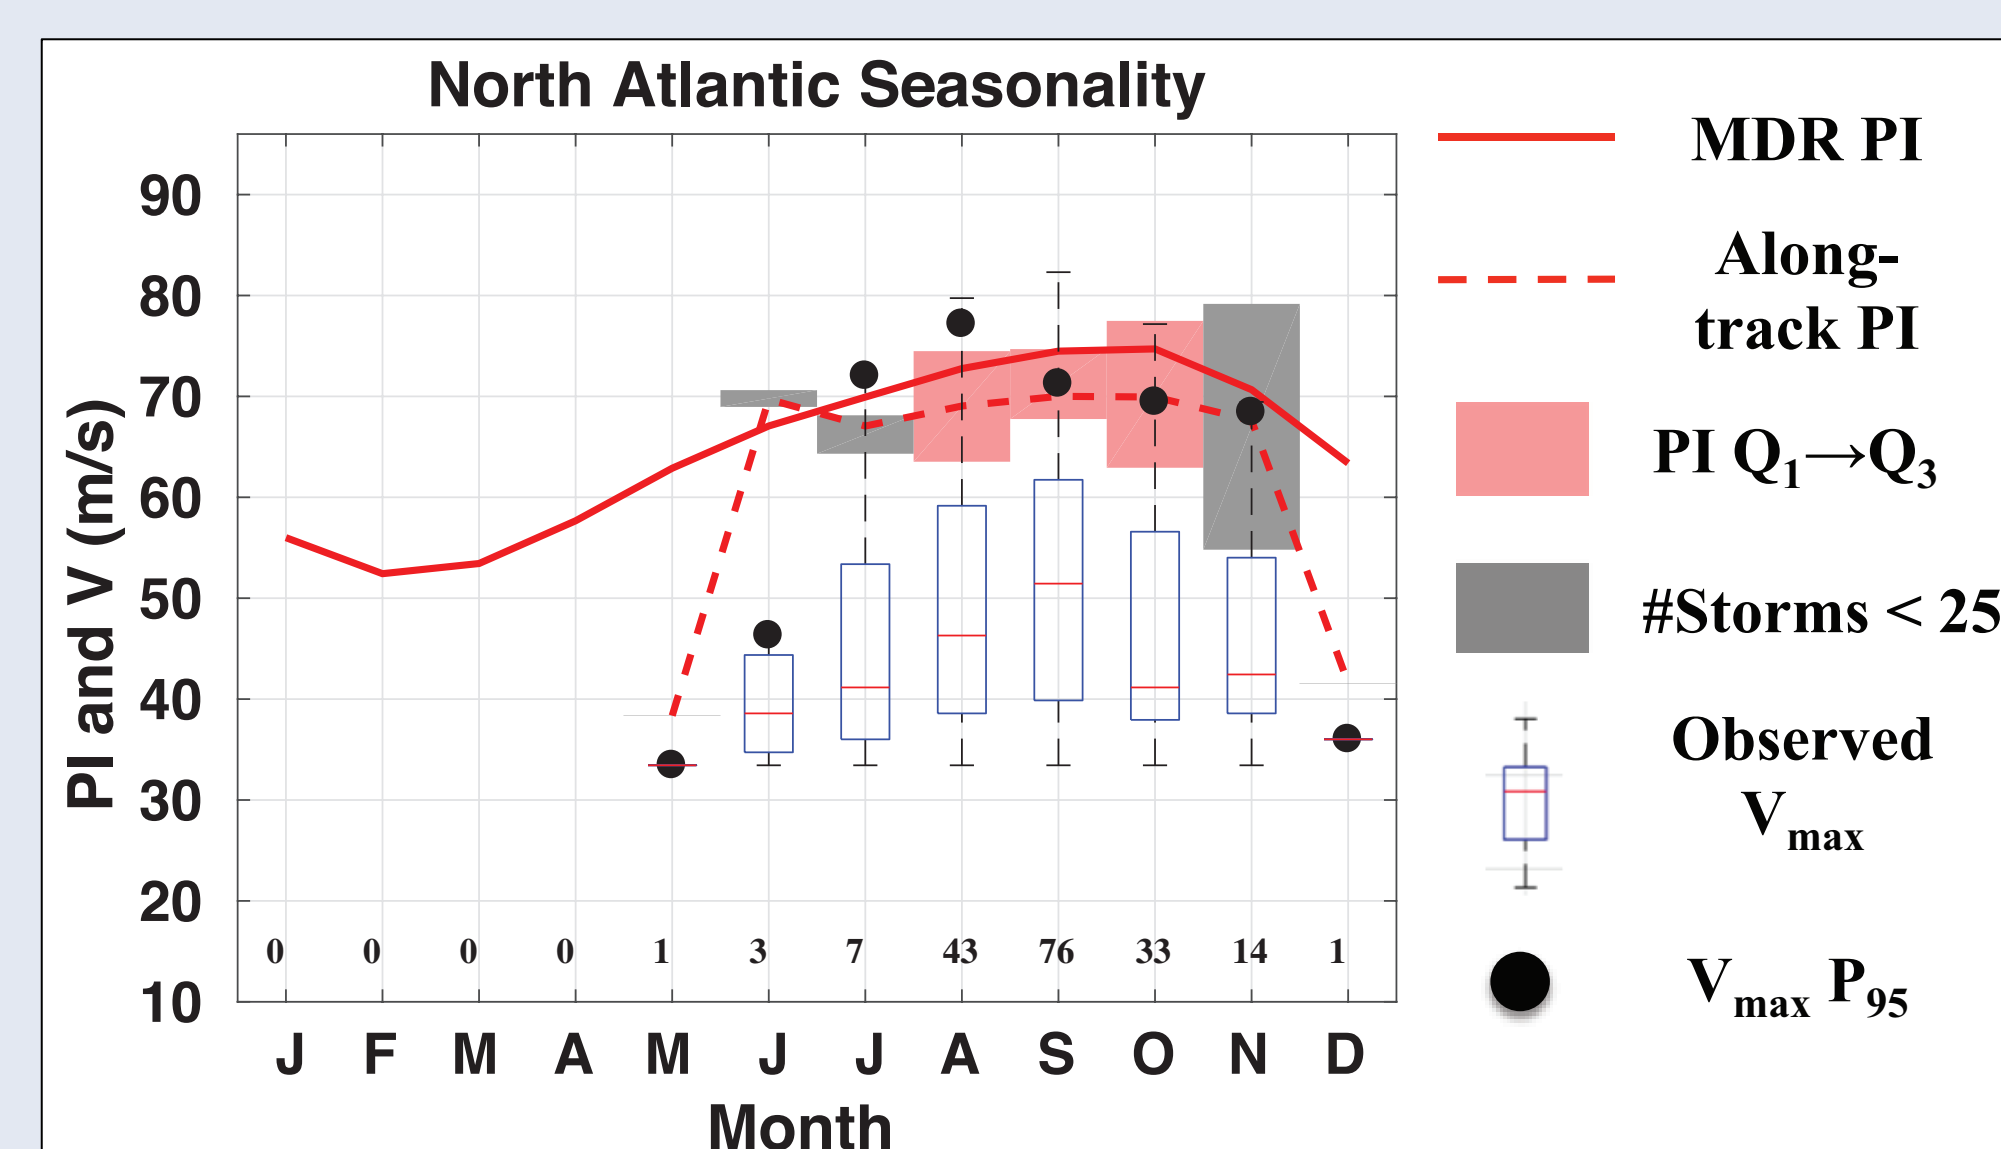 North Atlantic Seasonality
PI and V (m/s)
90
80
70
60
50
40
30
20
10
0 0 0 0 1 3 7 43 76 33 14 1
J F M A M J J A S O N D
Month
MDR PI
Along-
track PI
PI Q1→Q3
#Storms < 25
Observed
Vmax
Vmax P95